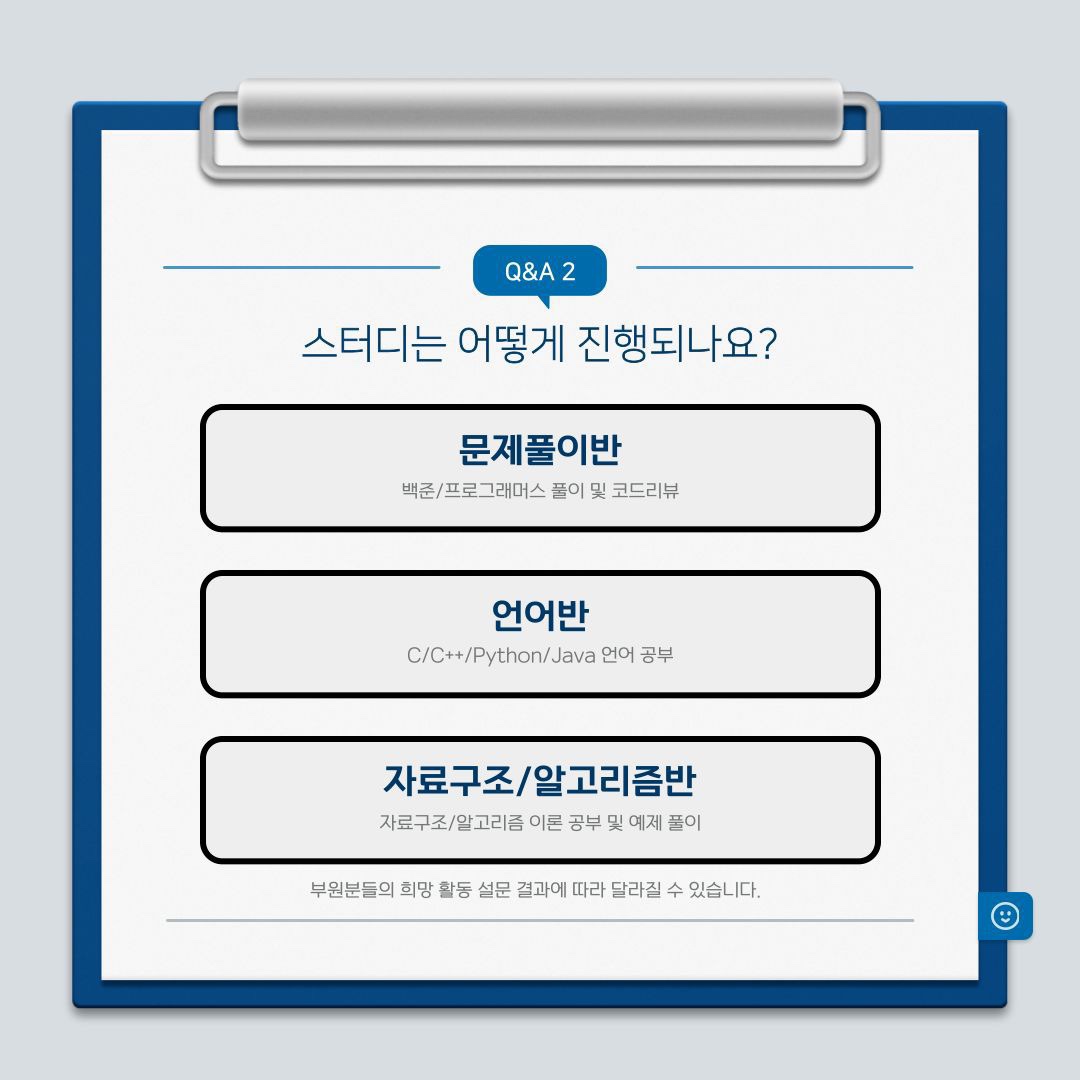 Q&A 2
스터디는 어떻게 진행되나요?
문제풀이반
백준/프로그래머스 풀이 및 코드리뷰
언어반
C/C++/Python/Java 언어 공부
자료구조/알고리즘반
자료구조/알고리즘 이론 공부 및 예제 풀이
부원분들의 희망 활동 설문 결과에 따라 달라질 수 있습니다.